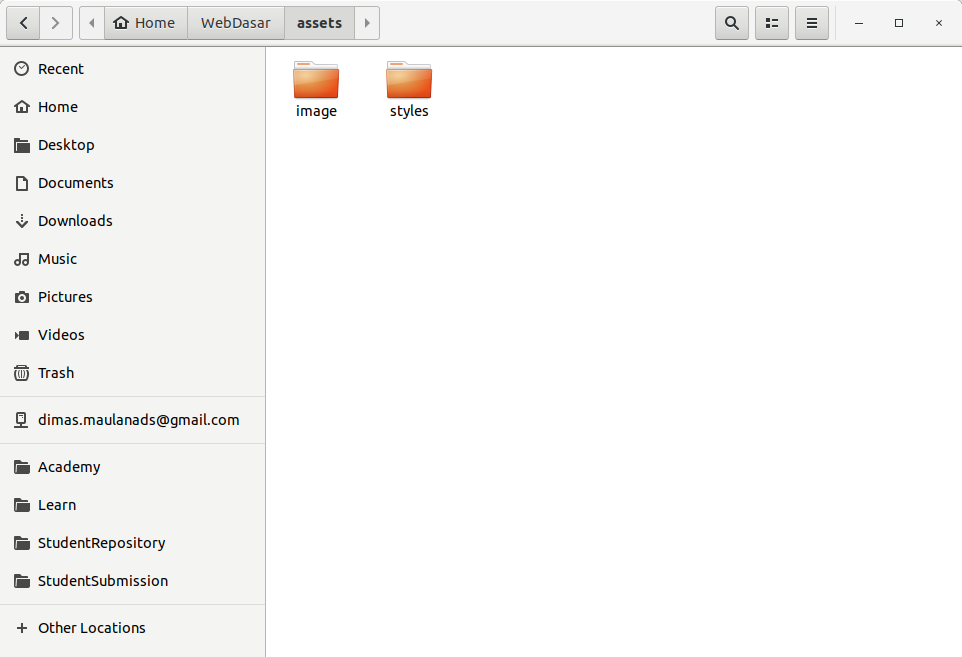 Home WebDasar assets
Recent
Home
Desktop
Documents
Downloads
Music
Pictures
Videos
Trash
dimas.maulanads@gmail.com
Academy
Learn
StudentRepository
StudentSubmission
Other Locations
image styles